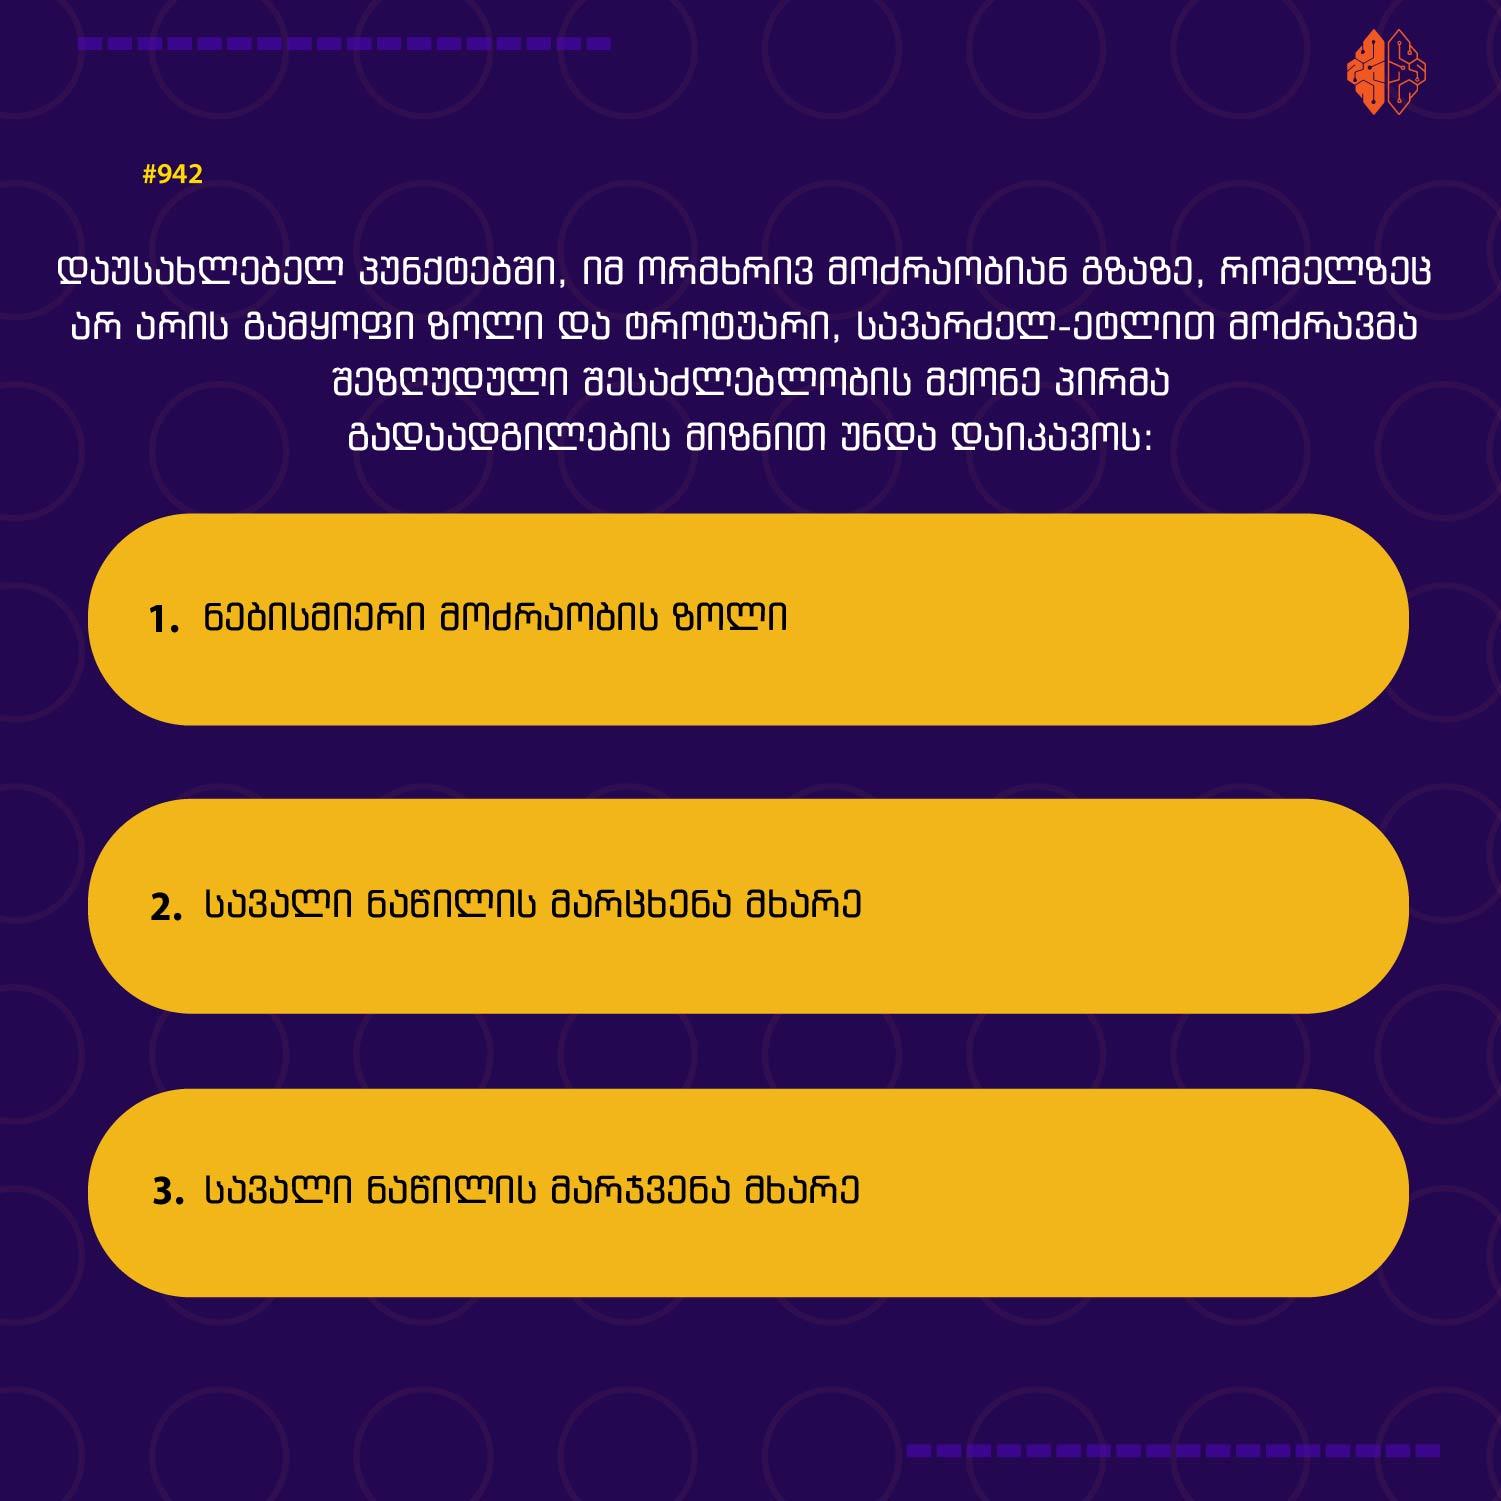 #942
დაუსახლებელ პუნქტებში, იმ ორმხრივ მოძრაობიან გზაზე, რომელზეც
არ არის გამყოფი ზოლი და ტროტუარი, სავარძელ-ეტლით მოძრავმა
შეზღუდული შესაძლებლობის მქონე პირმა
გადაადგილების მიზნით უნდა დაიკავოს:
1. ნებისმიერი მოძრაობის ზოლი
2. სავალი ნაწილის მარცხენა მხარე
3. სავალი ნაწილის მარჯვენა მხარე